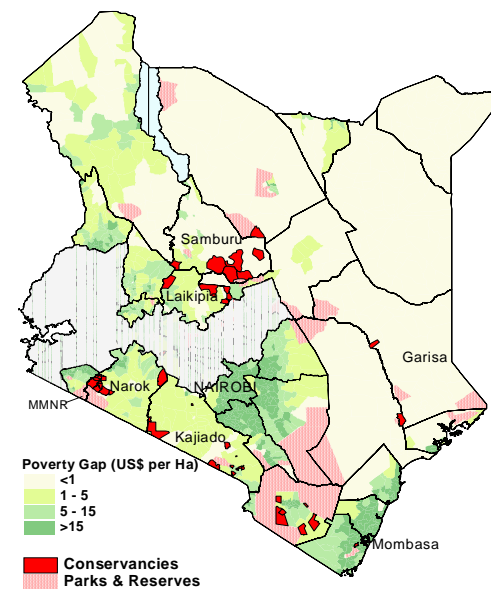 Samburu
Laikipia
Garisa
Narok
NAIROBI
MMNR
Kajiado
Poverty Gap (US$ per Ha)
<1
1 - 5
5 - 15
>15
Mombasa
Conservancies
Parks & Reserves